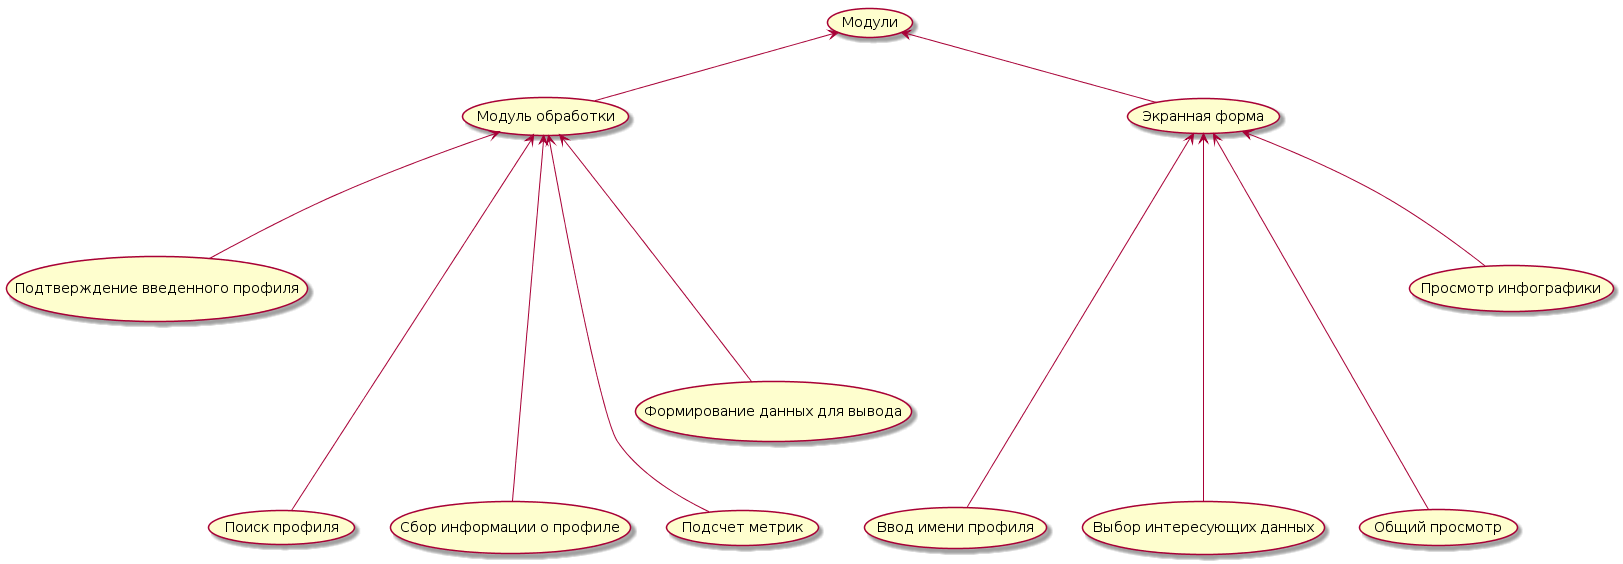 Модули
Модуль обработки
Экранная форма
Подтверждение введенного профиля
Просмотр инфографики
Формирование данных для вывода
Поиск профиля
Сбор информации о профиле
Подсчет метрик
Ввод имени профиля
Выбор интересующих данных
Общий просмотр